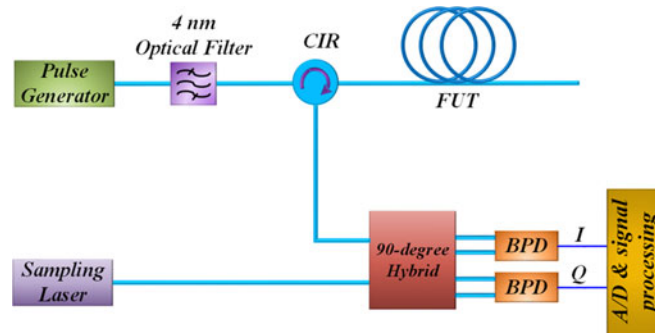 4 nm
Optical Filter
CIR
Pulse
Generator
FUT
90-degree
Hybrid
BPD
I
BPD
Q
Sampling
Laser
A/D & signal
processing